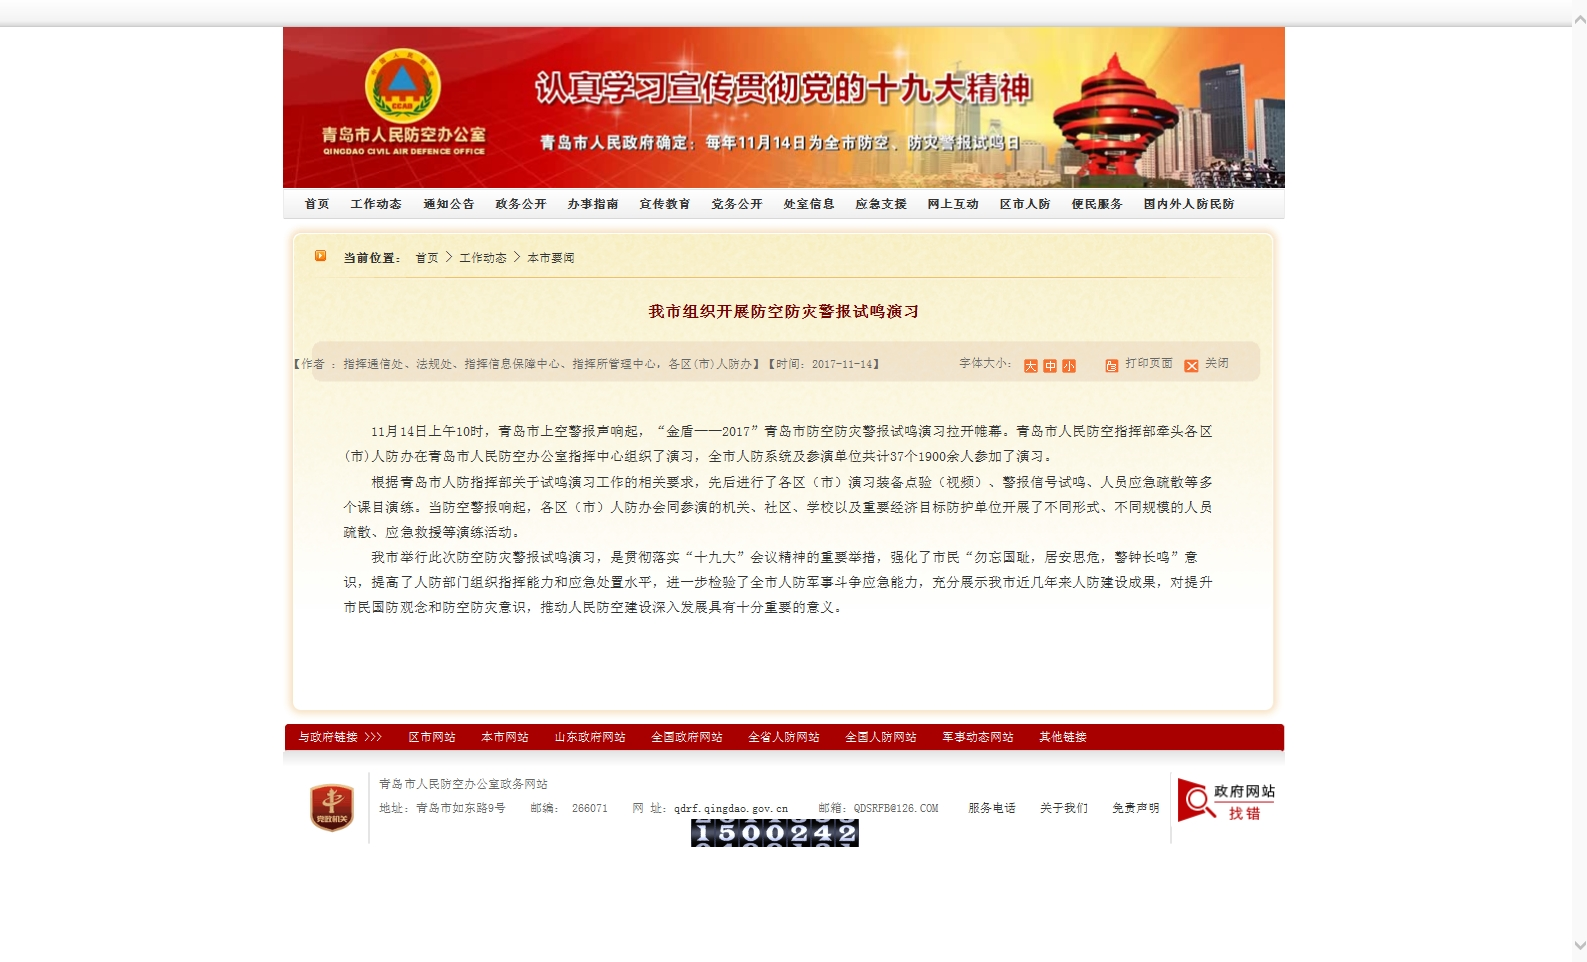 青岛市人民防空办公室
QINGDAO CIVIL AIR DEFENCE OFFICE
认真学习宣传贯彻党的十九大精神
青岛市人民政府确定：每年11月14日为全市防空、防灾警报试鸣日
首页 工作动态 通知公告 政务公开 办事指南 宣传教育 党务公开 处室信息 应急支援 网上互动 区市人防 便民服务 国内外人防民防
当前位置： 首页 > 工作动态 > 本市要闻
我市组织开展防空防灾警报试鸣演习
【作者 ：指挥通信处、法规处、指挥信息保障中心、指挥所管理中心，各区(市)人防办】【时间：2017-11-14】 字体大小： 大 中 小 打印页面 关闭
11月14日上午10时，青岛市上空警报声响起，“金盾——2017”青岛市防空防灾警报试鸣演习拉开帷幕。青岛市人民防空指挥部牵头各区
(市)人防办在青岛市人民防空办公室指挥中心组织了演习，全市人防系统及参演单位共计37个1900余人参加了演习。
根据青岛市人防指挥部关于试鸣演习工作的相关要求，先后进行了各区（市）演习装备点验（视频）、警报信号试鸣、人员应急疏散等多
个课目演练。当防空警报响起，各区（市）人防办会同参演的机关、社区、学校以及重要经济目标防护单位开展了不同形式、不同规模的人员
疏散、应急救援等演练活动。
我市举行此次防空防灾警报试鸣演习，是贯彻落实“十九大”会议精神的重要举措，强化了市民“勿忘国耻，居安思危，警钟长鸣”意
识，提高了人防部门组织指挥能力和应急处置水平，进一步检验了全市人防军事斗争应急能力，充分展示我市近几年来人防建设成果，对提升
市民国防观念和防空防灾意识，推动人民防空建设深入发展具有十分重要的意义。
与政府链接 >>> 区市网站 本市网站 山东政府网站 全国政府网站 全省人防网站 全国人防网站 军事动态网站 其他链接
青岛市人民防空办公室政务网站
地址：青岛市如东路9号 邮编： 266071 网 址：qdrf.qingdao.gov.cn 邮箱：QDSRFB@126.COM 服务电话 关于我们 免责声明
党政机关
政府网站
找错
1500242